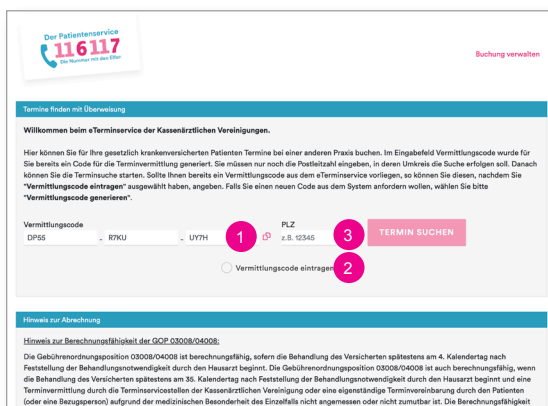 Der Patientenservice
116117
Die Nummer mit den Elfen
Buchung verwalten
Termine finden mit Überweisung
Willkommen beim eTerminservice der Kassenärztlichen Vereinigungen.
Hier können Sie für Ihre gesetzlich krankenversicherten Patienten Termine bei einer anderen Praxis buchen. Im Eingabefeld Vermittlungscode wurde für
Sie bereits ein Code für die Terminvermittlung generiert. Sie müssen nur noch die Postleitzahl eingeben, in deren Umkreis die Suche erfolgen soll. Danach
können Sie die Terminsuche starten. Sollte Ihnen bereits ein Vermittlungscode aus dem eTerminservice vorliegen, so können Sie diesen, nachdem Sie
"Vermittlungscode eintragen" ausgewählt haben, angeben. Falls Sie einen neuen Code aus dem System anfordern wollen, wählen Sie bitte
"Vermittlungscode generieren".
Vermittlungscode PLZ
DP55 - R7KU - UY7H 1 z.B. 12345 3 TERMIN SUCHEN
Vermittlungscode eintragen 2
Hinweis zur Abrechnung
Hinweis zur Berechnungsfähigkeit der GOP 03008/04008:
Die Gebührenordnungsposition 03008/04008 ist berechnungsfähig, sofern die Behandlung des Versicherten spätestens am 4. Kalendertag nach
Feststellung der Behandlungsnotwendigkeit durch den Hausarzt beginnt. Die Gebührenordnungsposition 03008/04008 ist auch berechnungsfähig, wenn
die Behandlung des Versicherten spätestens am 35. Kalendertag nach Feststellung der Behandlungsnotwendigkeit durch den Hausarzt beginnt und eine
Terminvermittlung durch die Terminservicestellen der Kassenärztlichen Vereinigung oder eine eigenständige Terminvereinbarung durch den Patienten
(oder eine Bezugsperson) aufgrund der medizinischen Besonderheit des Einzelfalls nicht angemessen oder nicht zumutbar ist. Die Berechnungsfähigkeit